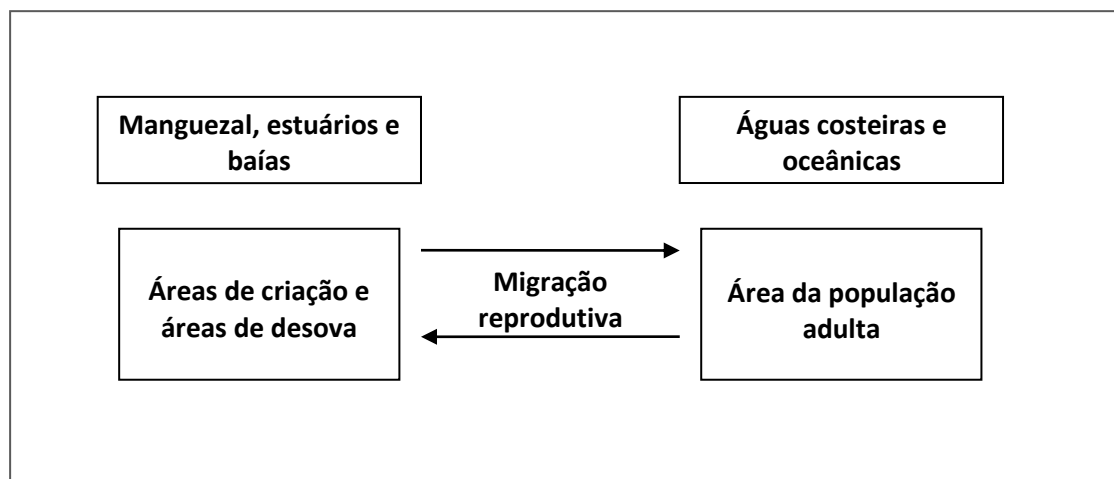 Manguezal, estuários e
baías
Águas costeiras e
oceânicas
Áreas de criação e
áreas de desova
Migração
reprodutiva
Área da população
adulta